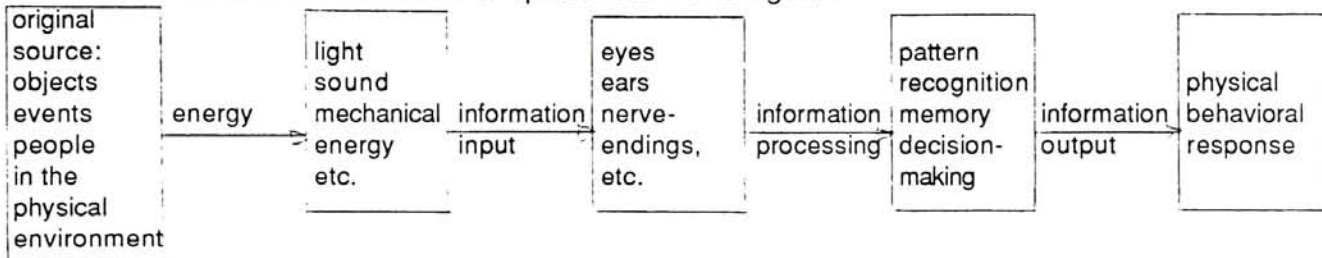 original
source:
objects
events
people
in the
physical
environment
energy
light
sound
mechanical
energy
etc.
information
input
eyes
ears
nerve-
endings,
etc.
information
processing
pattern
recognition
memory
decision-
making
information
output
physical
behavioral
response